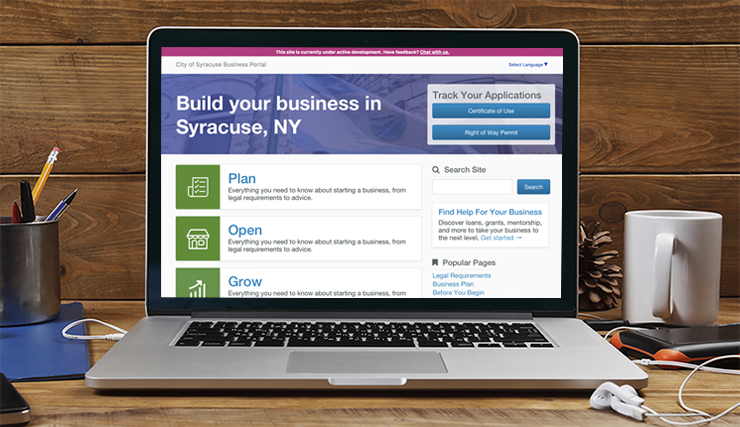 This site is currently under active development. Have feedback? Chat with us.
City of Syracuse Business Portal
Select Language ▼
Build your business in
Syracuse, NY
Track Your Applications
Certificate of Use
Right of Way Permit
Plan
Everything you need to know about starting a business, from
legal requirements to advice.
Open
Everything you need to know about starting a business, from
legal requirements to advice.
Grow
Everything you need to know about starting a business, from
Search Site
Search
Find Help For Your Business
Discover loans, grants, mentorship,
and more to take your business to
the next level. Get started →
Popular Pages
Legal Requirements
Business Plan
Before You Begin